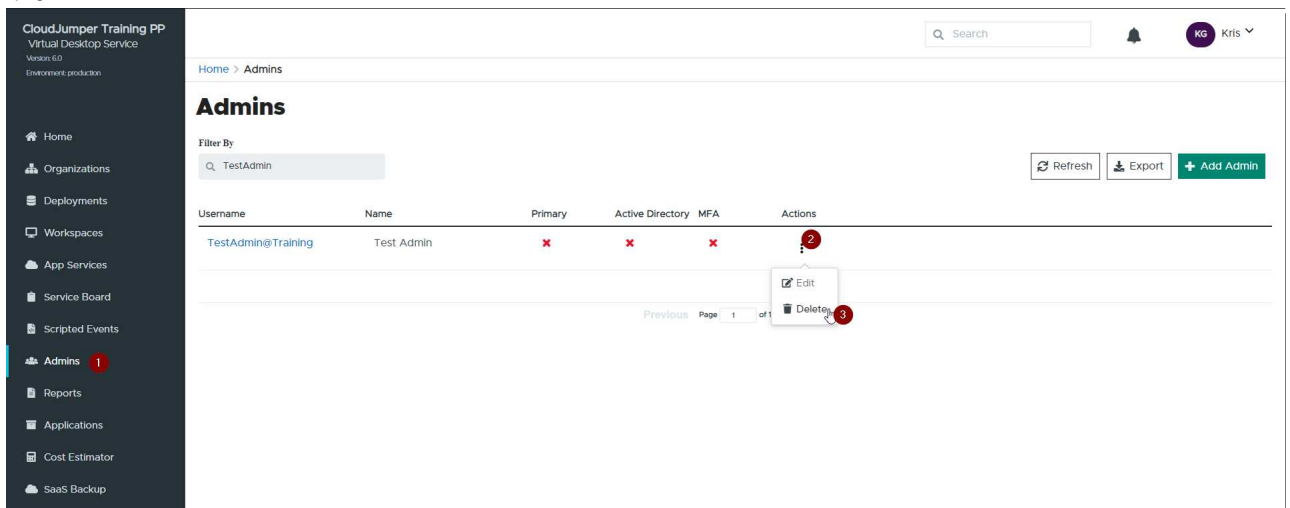 CloudJumper Training PP
Virtual Desktop Service
Version: 6.0
Environment: production
Search
KG Kris
Home > Admins
Admins
Home
Organizations
Deployments
Workspaces
App Services
Service Board
Scripted Events
Admins 1
Reports
Applications
Cost Estimator
SaaS Backup
Filter By
TestAdmin
Refresh Export + Add Admin
Username Name Primary Active Directory MFA Actions
TestAdmin@Training Test Admin 2
Edit
Delete 3
Previous Page 1 of 1